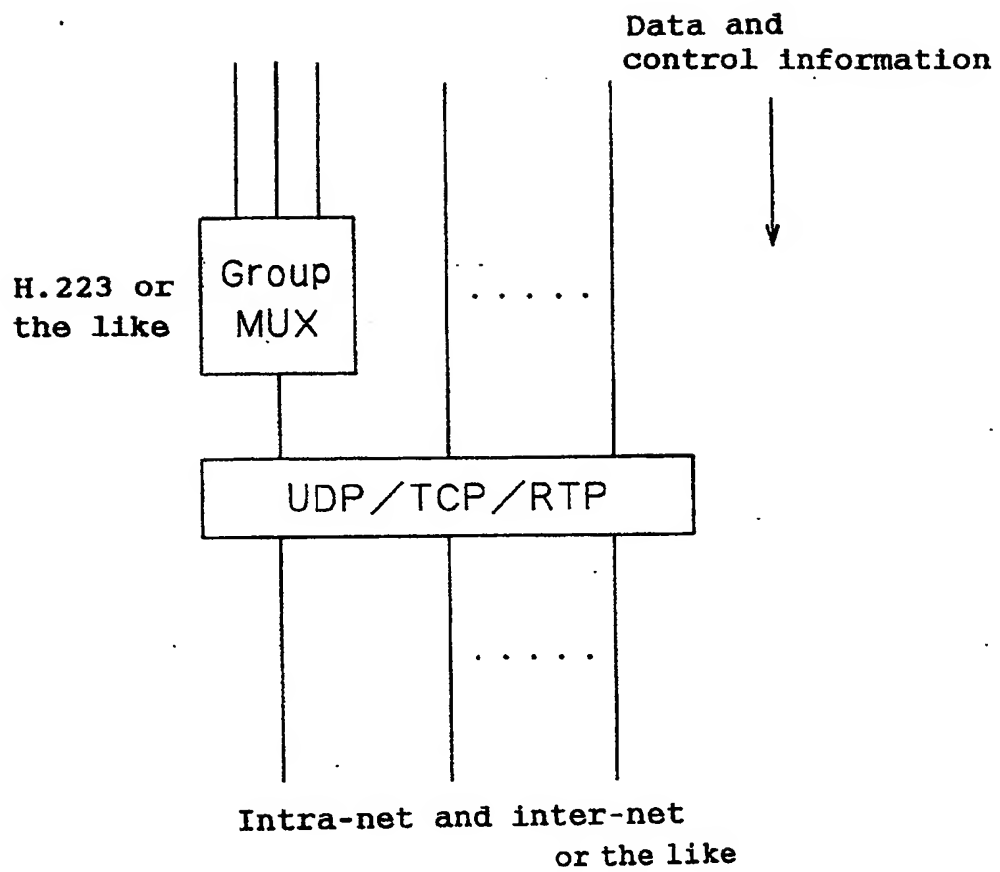 Data and
control information
Group
MUX
H.223 or
the like
. . . . .
UDP/TCP/RTP
. . . . .
Intra-net and inter-net
or the like